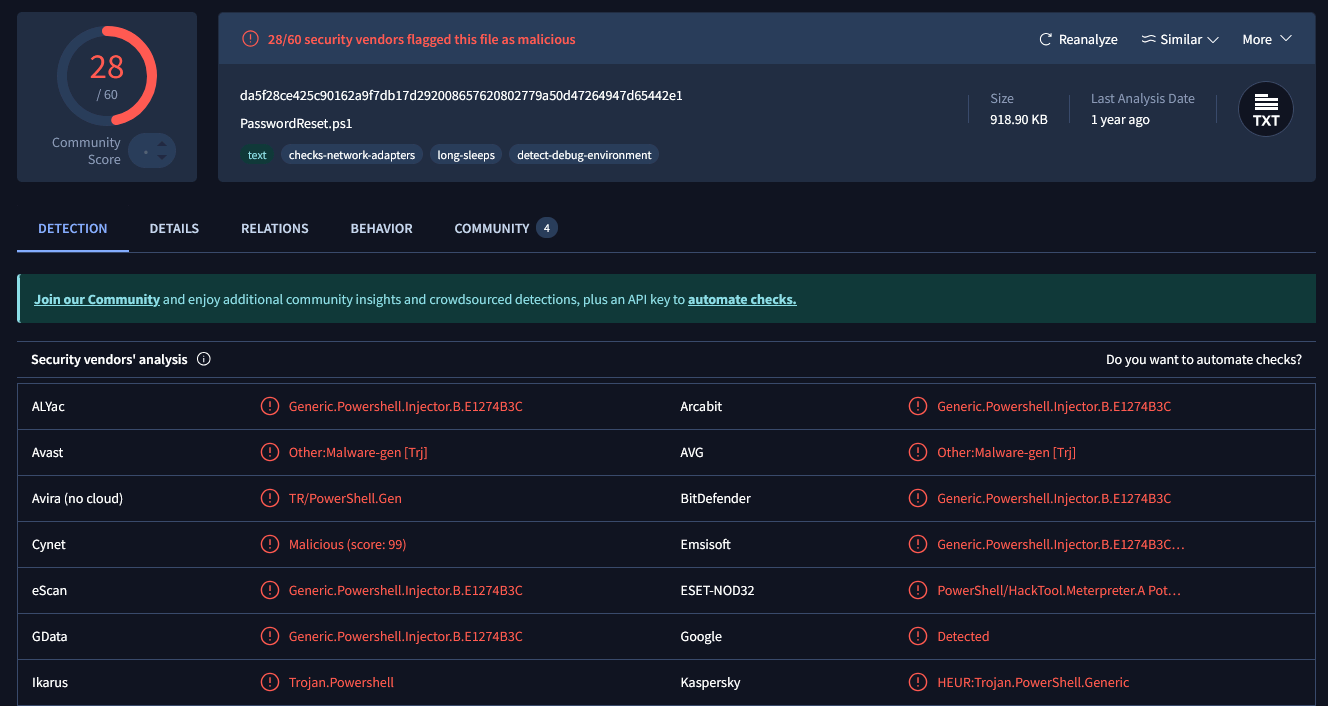 28
/ 60
Community
Score
28/60 security vendors flagged this file as malicious
Reanalyze
Similar
More
da5f28ce425c90162a9f7db17d292008657620802779a50d47264947d65442e1
PasswordReset.ps1
text
checks-network-adapters
long-sleeps
detect-debug-environment
Size
918.90 KB
Last Analysis Date
1 year ago
TXT
DETECTION
DETAILS
RELATIONS
BEHAVIOR
COMMUNITY
4
Join our Community and enjoy additional community insights and crowdsourced detections, plus an API key to automate checks.
Security vendors' analysis
Do you want to automate checks?
ALYac
Generic.Powershell.Injector.B.E1274B3C
Arcabit
Generic.Powershell.Injector.B.E1274B3C
Avast
Other:Malware-gen [Trj]
AVG
Other:Malware-gen [Trj]
Avira (no cloud)
TR/PowerShell.Gen
BitDefender
Generic.Powershell.Injector.B.E1274B3C
Cynet
Malicious (score: 99)
Emsisoft
Generic.Powershell.Injector.B.E1274B3C…
eScan
Generic.Powershell.Injector.B.E1274B3C
ESET-NOD32
PowerShell/HackTool.Meterpreter.A Pot…
GData
Generic.Powershell.Injector.B.E1274B3C
Google
Detected
Ikarus
Trojan.Powershell
Kaspersky
HEUR:Trojan.PowerShell.Generic